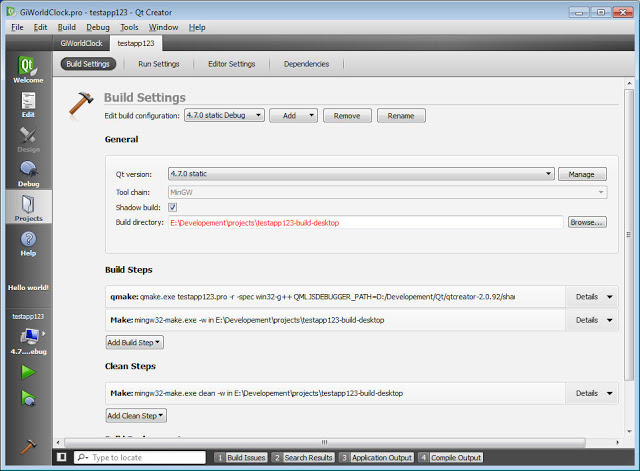 GiWorldClock.pro - testapp123 - Qt Creator
File Edit Build Debug Tools Window Help
GiWorldClock testapp123
Qt
Welcome
Edit
Design
Debug
Projects
Help
Hello world!
testapp123
4.7....ebug
Build Settings Run Settings Editor Settings Dependencies
Build Settings
Edit build configuration: 4.7.0 static Debug Add Remove Rename
General
Qt version: 4.7.0 static Manage
Tool chain: MinGW
Shadow build:
Build directory: E:\Developement\projects\testapp123-build-desktop Browse...
Build Steps
qmake: qmake.exe testapp123.pro -r -spec win32-g++ QMLJSDEBUGGER_PATH=D:/Developement/Qt/qtcreator-2.0.92/shar Details
Make: mingw32-make.exe -w in E:\Developement\projects\testapp123-build-desktop Details
Add Build Step
Clean Steps
Make: mingw32-make.exe clean -w in E:\Developement\projects\testapp123-build-desktop Details
Add Clean Step
Type to locate 1 Build Issues 2 Search Results 3 Application Output 4 Compile Output